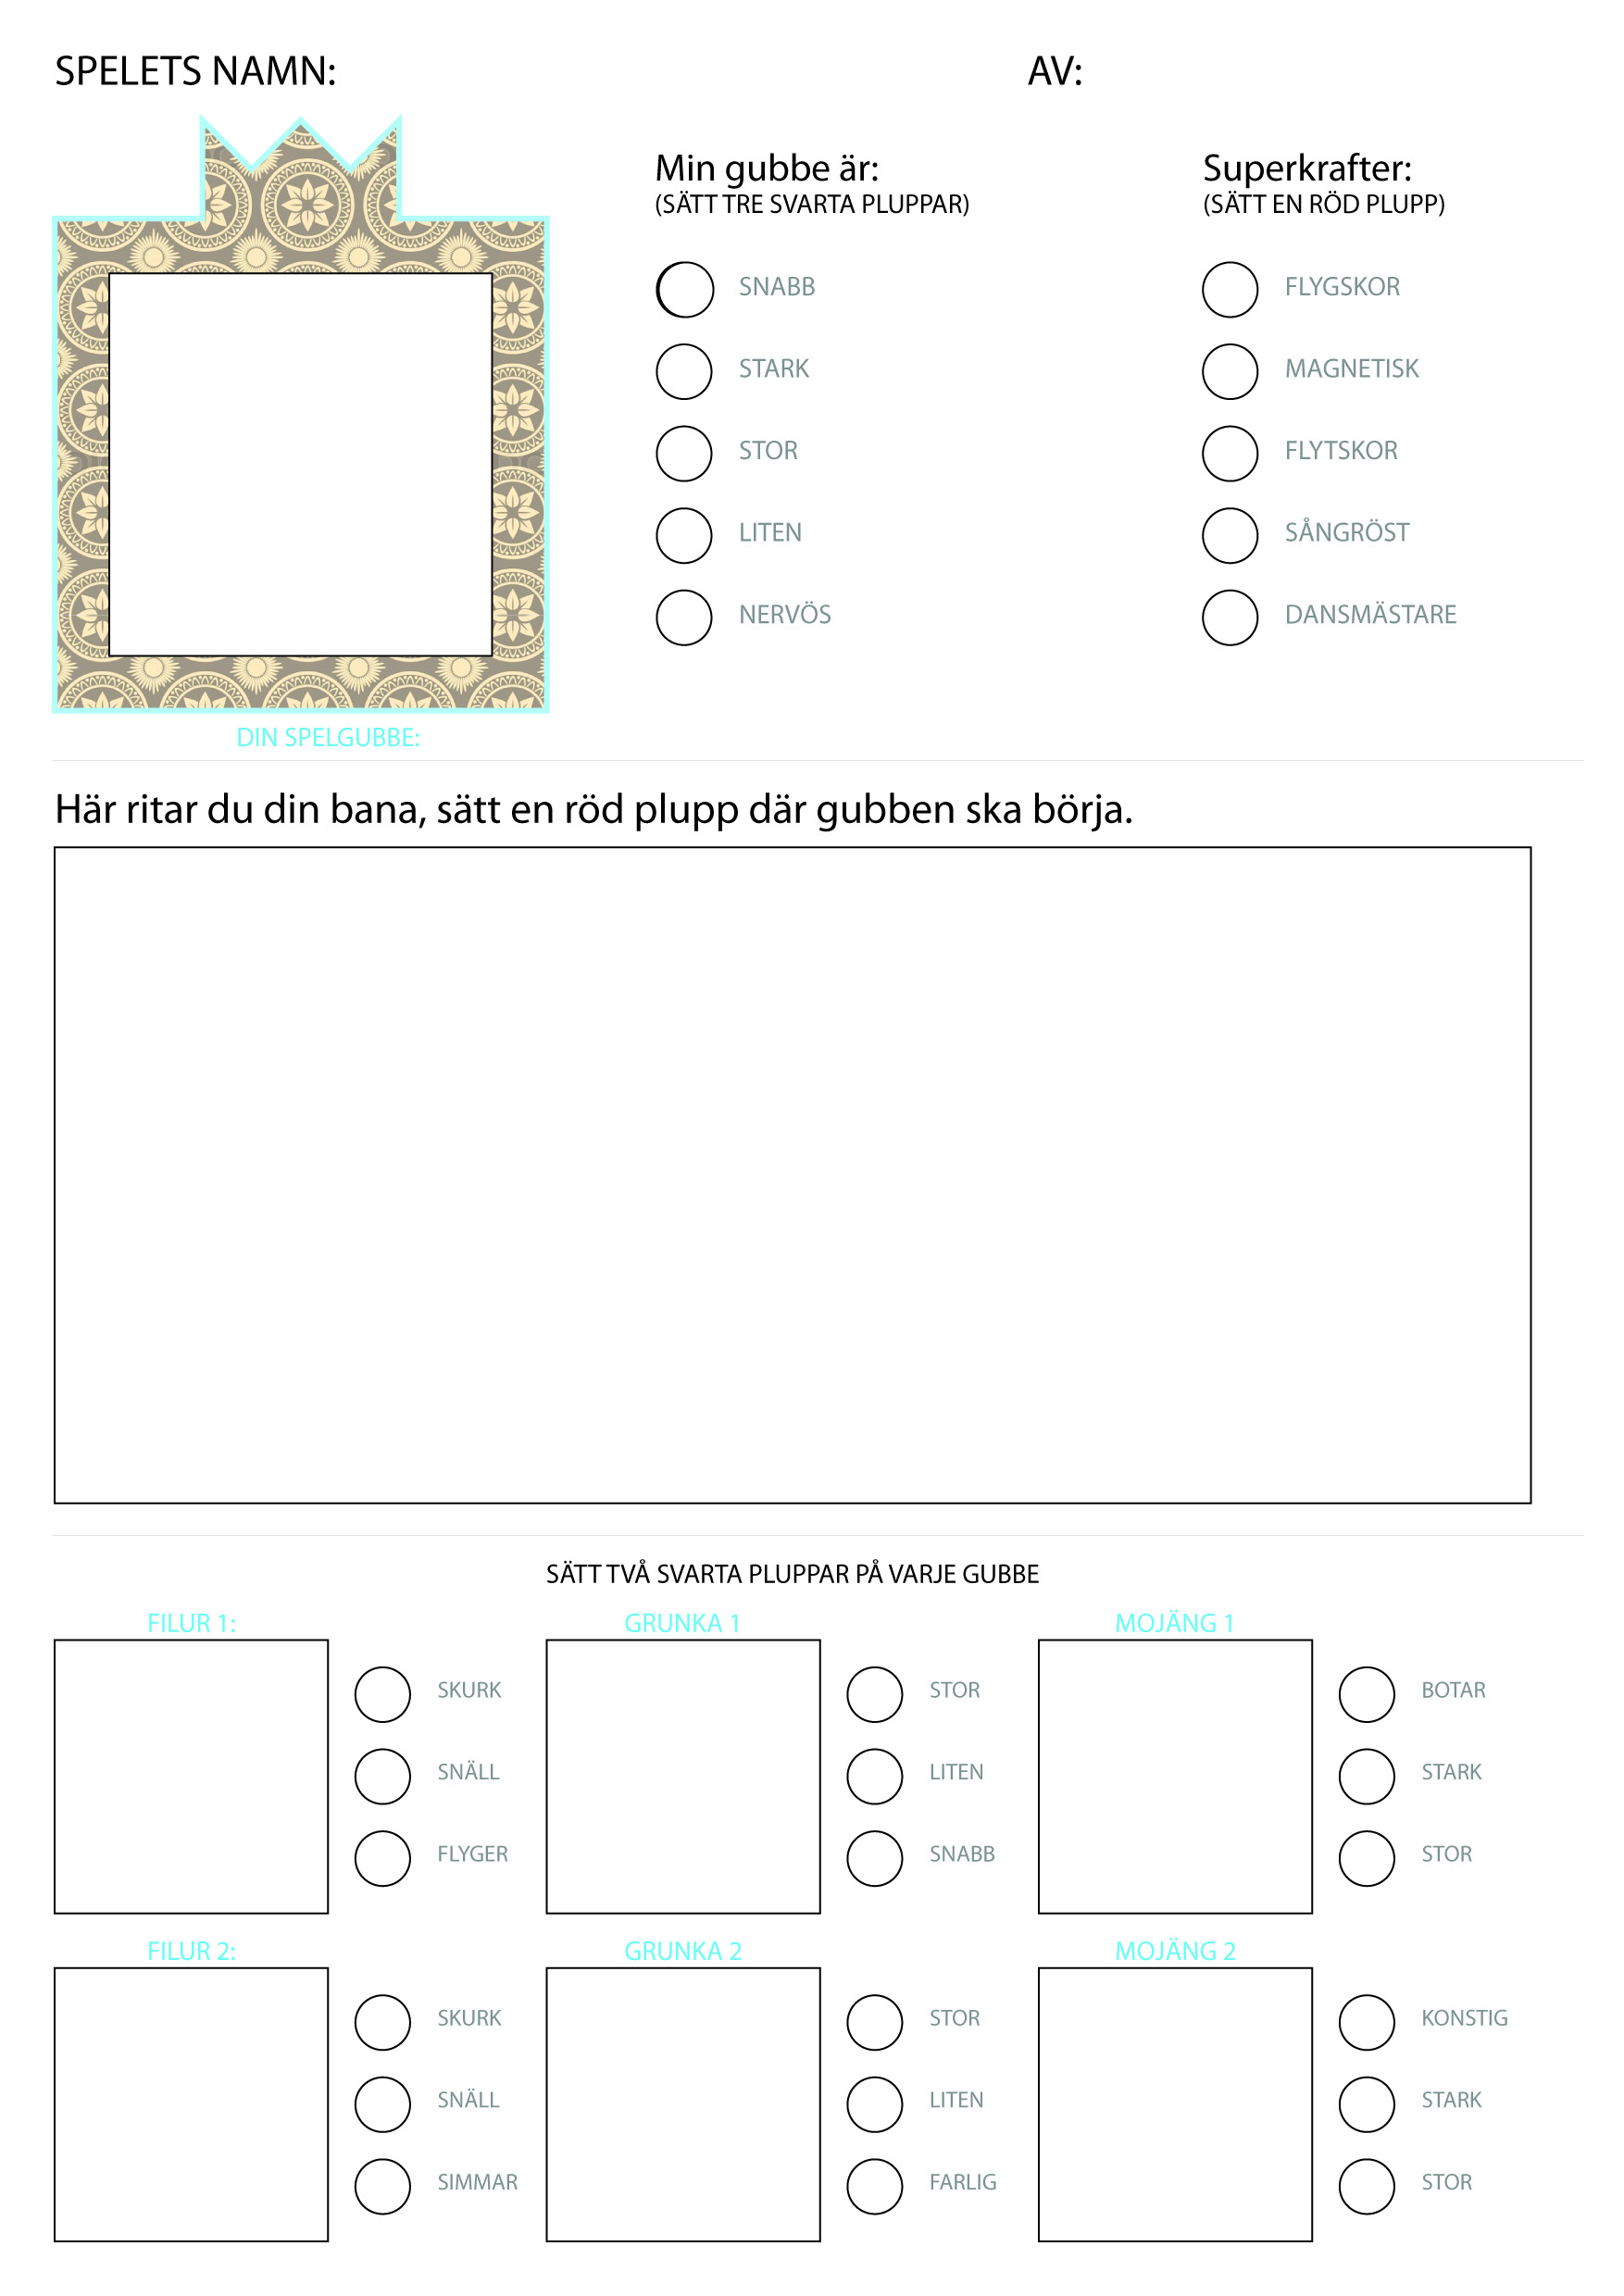 SPELETS NAMN:
AV:
Min gubbe är:
(SÄTT TRE SVARTA PLUPPAR)
SNABB
STARK
STOR
LITEN
NERVÖS
Superkrafter:
(SÄTT EN RÖD PLUPP)
FLYGSKOR
MAGNETISK
FLYTSKOR
SÅNGRÖST
DANSMÄSTARE
DIN SPELGUBBE:
Här ritar du din bana, sätt en röd plupp där gubben ska börja.
SÄTT TVÅ SVARTA PLUPPAR PÅ VARJE GUBBE
FILUR 1:
SKURK
SNÄLL
FLYGER
GRUNKA 1
STOR
LITEN
SNABB
MOJÄNG 1
BOTAR
STARK
STOR
FILUR 2:
SKURK
SNÄLL
SIMMAR
GRUNKA 2
STOR
LITEN
FARLIG
MOJÄNG 2
KONSTIG
STARK
STOR